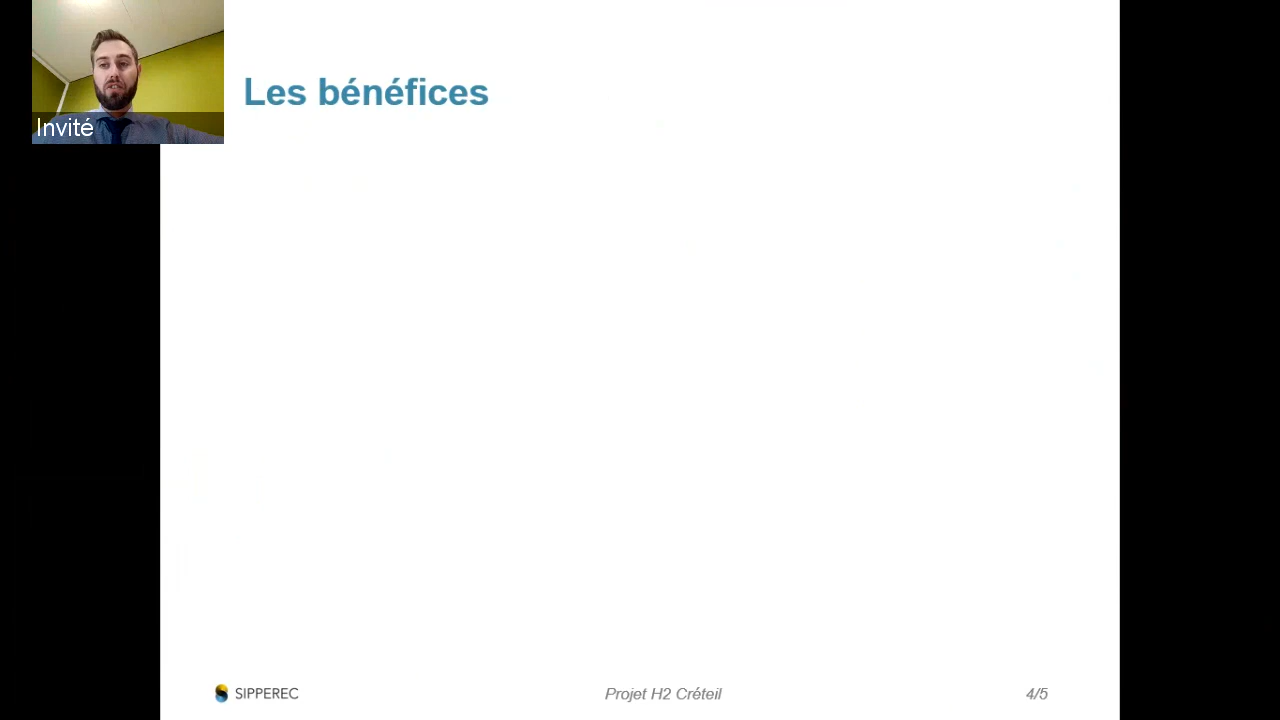 Invité
Les bénéfices
SIPPEREC
Projet H2 Créteil
4/5